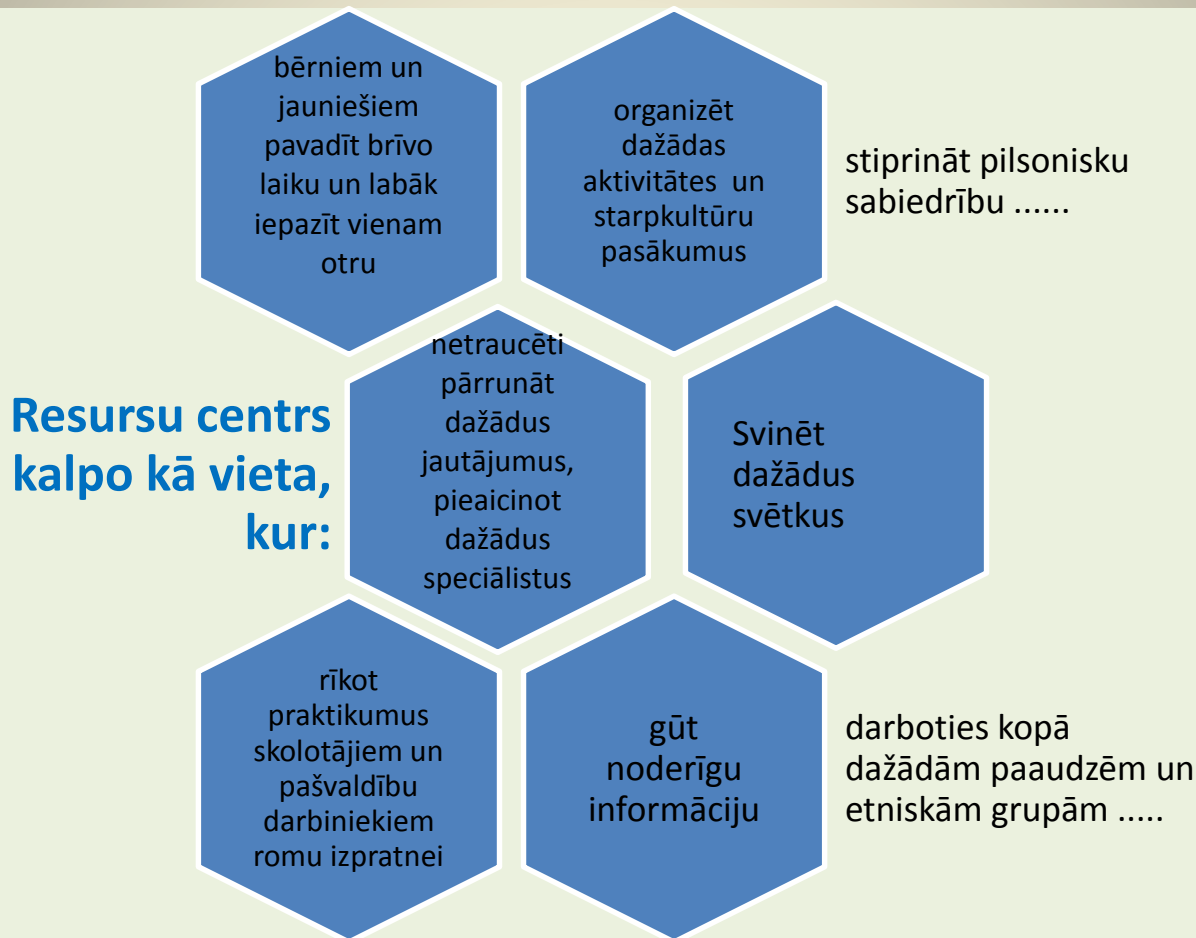 bērniem un
jauniešiem
pavadīt brīvo
laiku un labāk
iepazīt vienam
otru
organizēt
dažādas
aktivitātes un
starpkultūru
pasākumus
stiprināt pilsonisku
sabiedrību ......
Resursu centrs
kalpo kā vieta,
kur:
netraucēti
pārrunāt
dažādus
jautājumus,
pieaicinot
dažādus
speciālistus
Svinēt
dažādus
svētkus
rīkot
praktikumus
skolotājiem un
pašvaldību
darbiniekiem
romu izpratnei
gūt
noderīgu
informāciju
darboties kopā
dažādām paaudzēm un
etniskām grupām .....